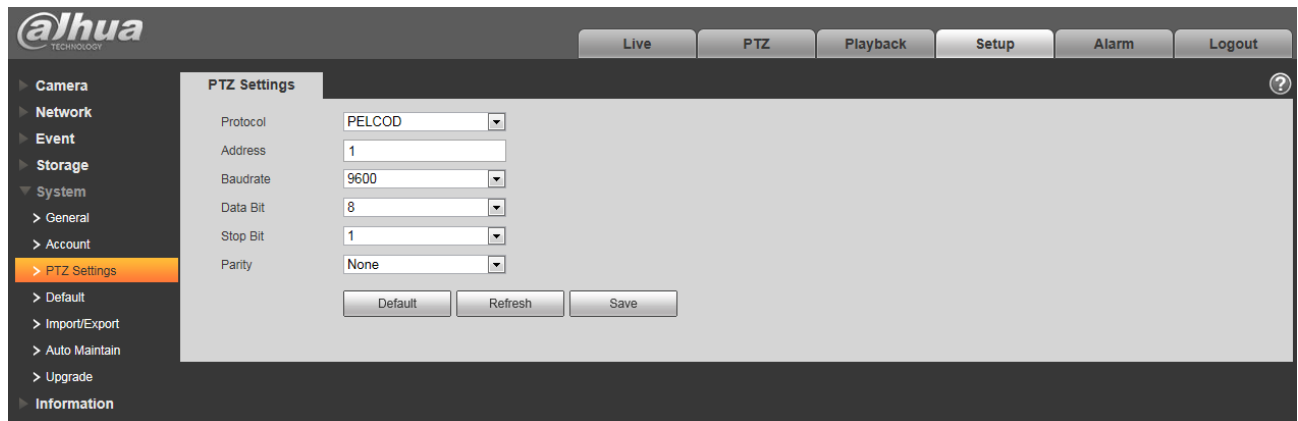 alhua
TECHNOLOGY
Live PTZ Playback Setup Alarm Logout
Camera
Network
Event
Storage
System
> General
> Account
> PTZ Settings
> Default
> Import/Export
> Auto Maintain
> Upgrade
Information
PTZ Settings
?
Protocol PELCOD
Address 1
Baudrate 9600
Data Bit 8
Stop Bit 1
Parity None
Default Refresh Save